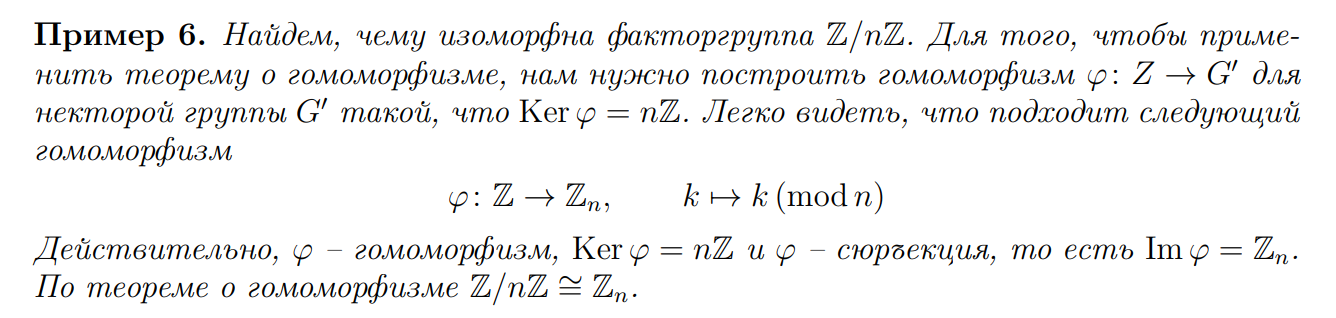 Пример 6. Найдем, чему изоморфна факторгруппа ℤ/nℤ. Для того, чтобы приме-
нить теорему о гомоморфизме, нам нужно построить гомоморфизм φ: Z → G′ для
некторой группы G′ такой, что Ker φ = nℤ. Легко видеть, что подходит следующий
гомоморфизм
φ: ℤ → ℤₙ, k ↦ k (mod n)
Действительно, φ – гомоморфизм, Ker φ = nℤ и φ – сюръекция, то есть Im φ = ℤₙ.
По теореме о гомоморфизме ℤ/nℤ ≅ ℤₙ.